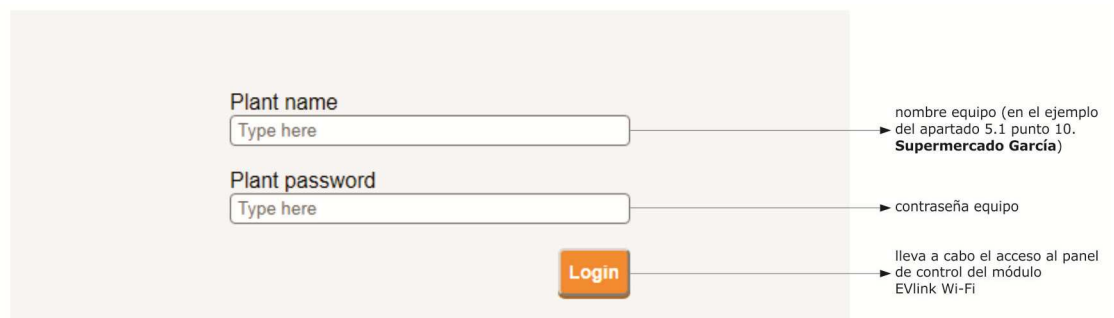 Plant name
Type here
nombre equipo (en el ejemplo
del apartado 5.1 punto 10.
Supermercado García)
Plant password
Type here
contraseña equipo
Login
lleva a cabo el acceso al panel
de control del módulo
EVlink Wi-Fi